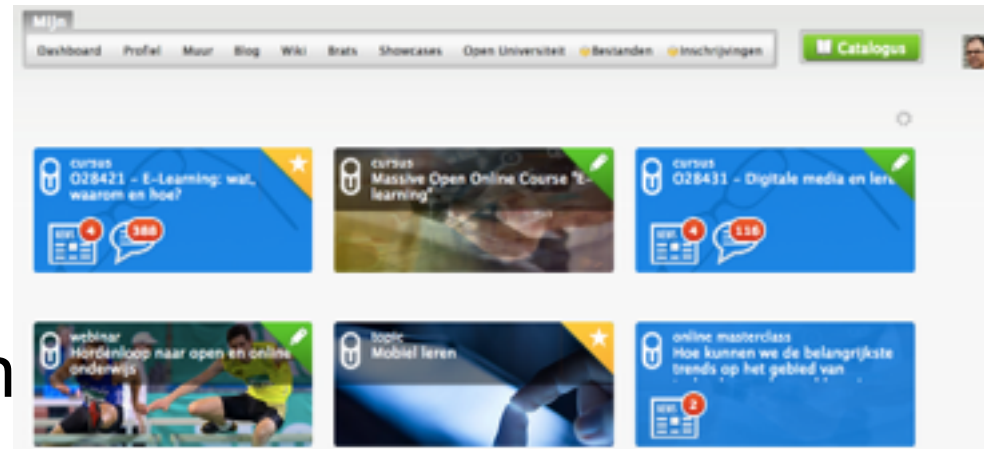 Mijn
Dashboard Profiel Muur Blog Wiki Brats Showcases Open Universiteit Bestanden Inschrijvingen
Catalogus
cursus
O28421 – E-Learning: wat,
waarom en hoe?
4 388
cursus
Massive Open Online Course "E-
learning"
cursus
O28431 – Digitale media en lere
4 116
webinar
Hordenloop naar open en online
onderwijs
topic
Mobiel leren
online masterclass
Hoe kunnen we de belangrijkste
trends op het gebied van
2
n